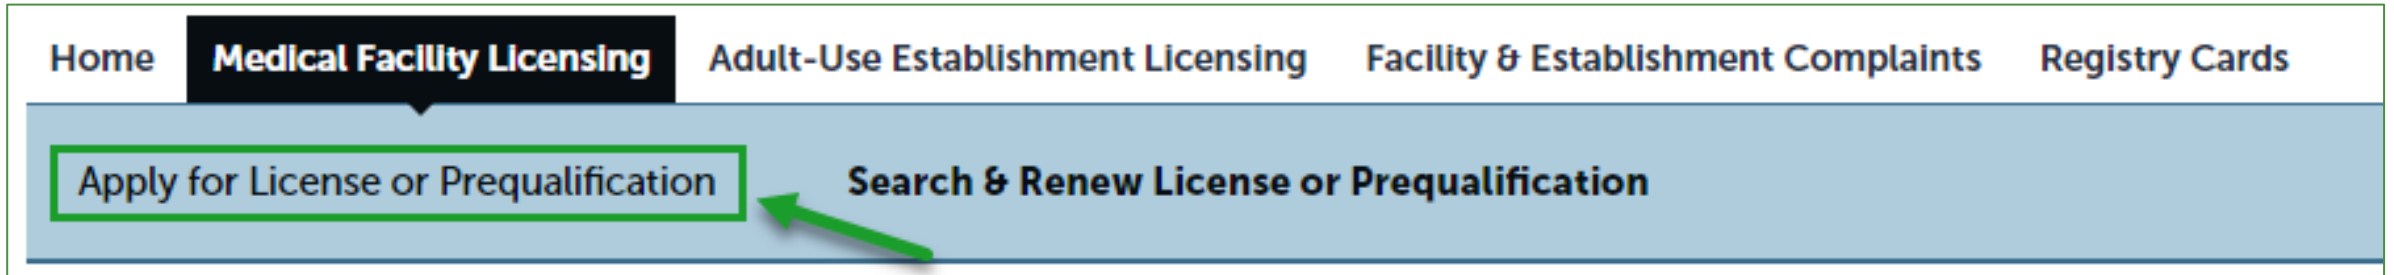 Home Medical Facility Licensing Adult-Use Establishment Licensing Facility & Establishment Complaints Registry Cards
Apply for License or Prequalification Search & Renew License or Prequalification